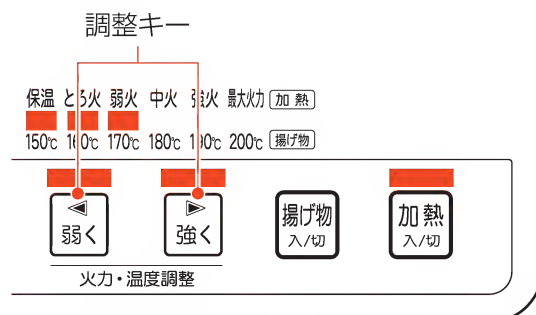 調整キー
保温 とろ火 弱火 中火 強火 最大火力 加熱
150℃ 160℃ 170℃ 180℃ 190℃ 200℃ 揚げ物
弱く 強く 揚げ物 入/切 加熱 入/切
火力・温度調整